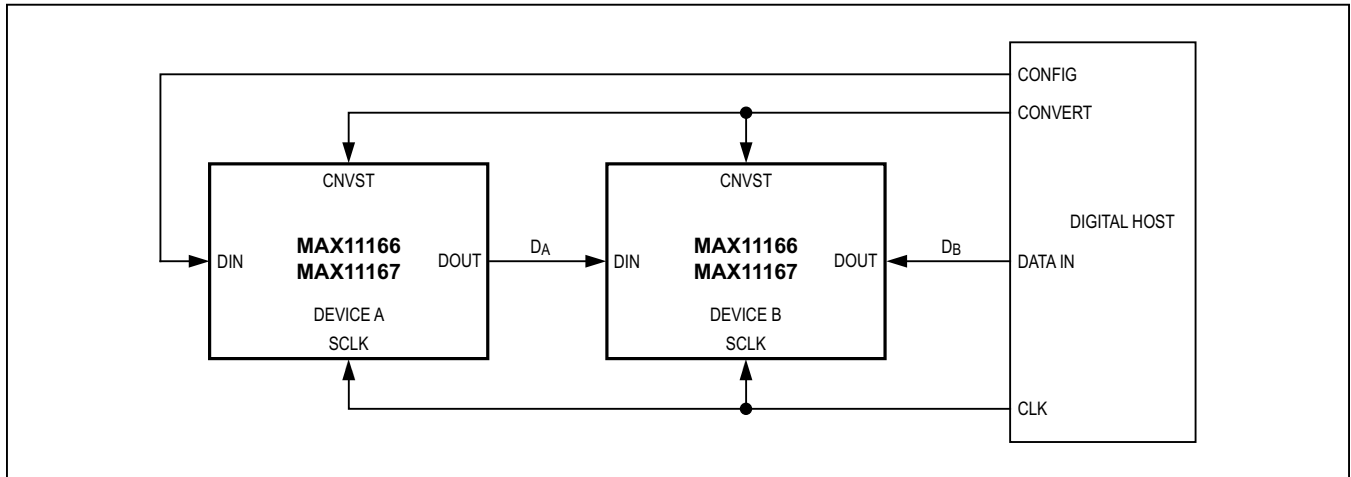 CONFIG
CONVERT
CNVST
CNVST
DIGITAL HOST
MAX11166
MAX11167
MAX11166
MAX11167
DIN
DOUT
DA
DIN
DOUT
DB
DATA IN
DEVICE A
DEVICE B
SCLK
SCLK
CLK